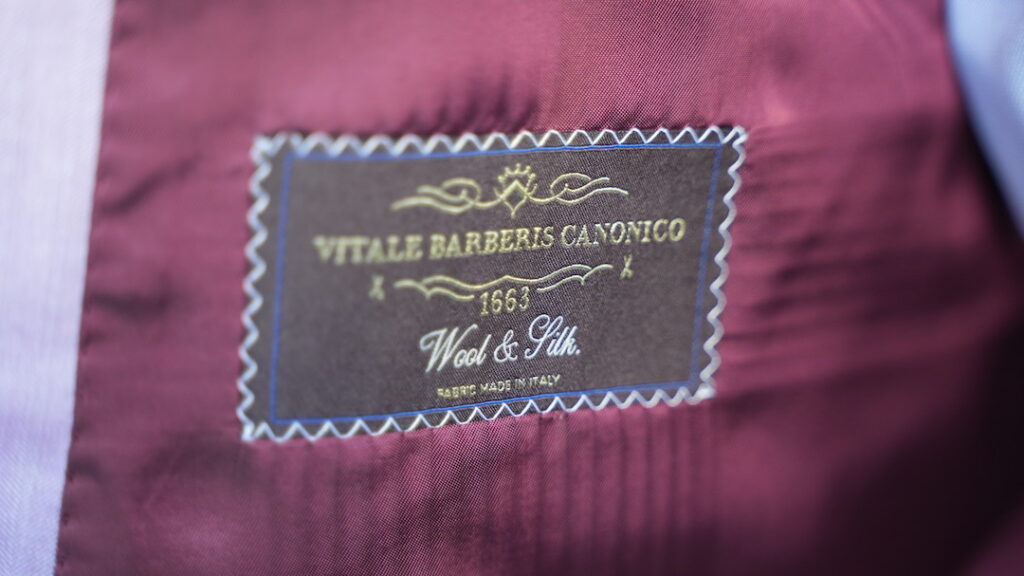 VITALE BARBERIS CANONICO
1663
Wool & Silk.
FABRIC MADE IN ITALY